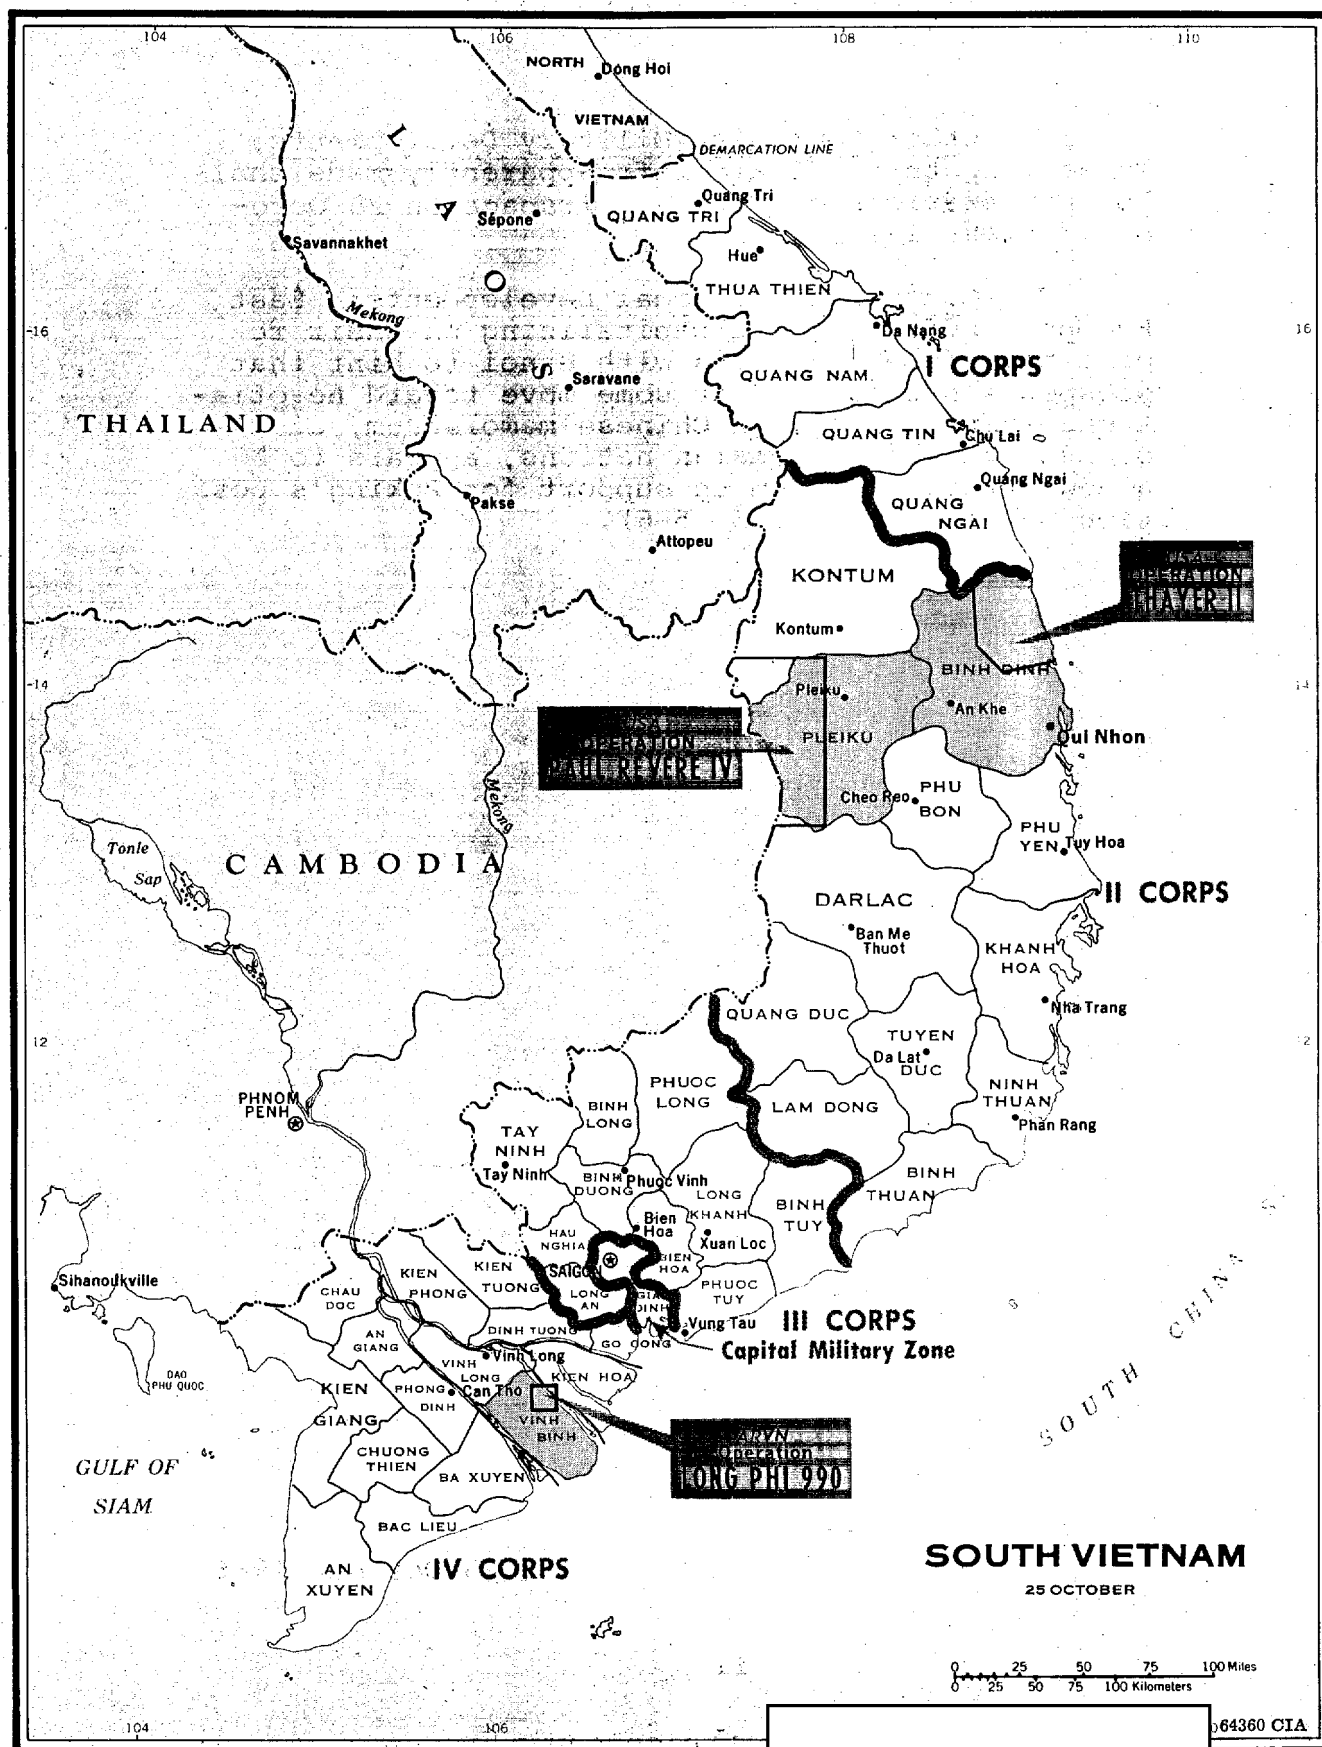 104
106
108
110
NORTH
Dong Hoi
VIETNAM
DEMARCATION LINE
L A O S
Quang Tri
QUANG TRI
Sépone
Savannakhet
Hue
THUA THIEN
Mekong
16
16
Da Nang
I CORPS
Saravane
QUANG NAM
THAILAND
QUANG TIN
Chu Lai
Pakse
Quang Ngai
QUANG
NGAI
Attopeu
KONTUM
USA
OPERATION
THAYER II
Kontum
BINH DINH
14
14
Pleiku
An Khe
USA
OPERATION
PAUL REVERE IV
PLEIKU
Qui Nhon
Mekong
Cheo Reo
PHU
BON
PHU
YEN
Tuy Hoa
Tonle
Sap
CAMBODIA
DARLAC
II CORPS
Ban Me
Thuot
KHANH
HOA
Nha Trang
QUANG DUC
12
2
TUYEN
DUC
Da Lat
PHUOC
LONG
NINH
THUAN
PHNOM
PENH
BINH
LONG
LAM DONG
Phan Rang
TAY
NINH
Tay Ninh
BINH
DUONG
Phuoc Vinh
BINH
THUAN
LONG
KHANH
BINH
TUY
Bien
Hoa
Xuan Loc
HAU
NGHIA
BIEN
HOA
SAIGON
KIEN
PHONG
KIEN
TUONG
Sihanoukville
CHAU
DOC
LONG
AN
GIA
DINH
PHUOC
TUY
SOUTH CHINA
S
AN
GIANG
DINH TUONG
GO CONG
Vung Tau
III CORPS
Capital Military Zone
VINH
LONG
Vinh Long
KIEN HOA
DAO
PHU QUOC
KIEN
GIANG
PHONG
DINH
Can Tho
VINH
BINH
ARVN
Operation
LONG PHI 990
CHUONG
THIEN
BA XUYEN
GULF OF
SIAM
BAC LIEU
AN
XUYEN
IV CORPS
SOUTH VIETNAM
25 OCTOBER
0 25 50 75 100 Miles
0 25 50 75 100 Kilometers
104
106
64360 CIA